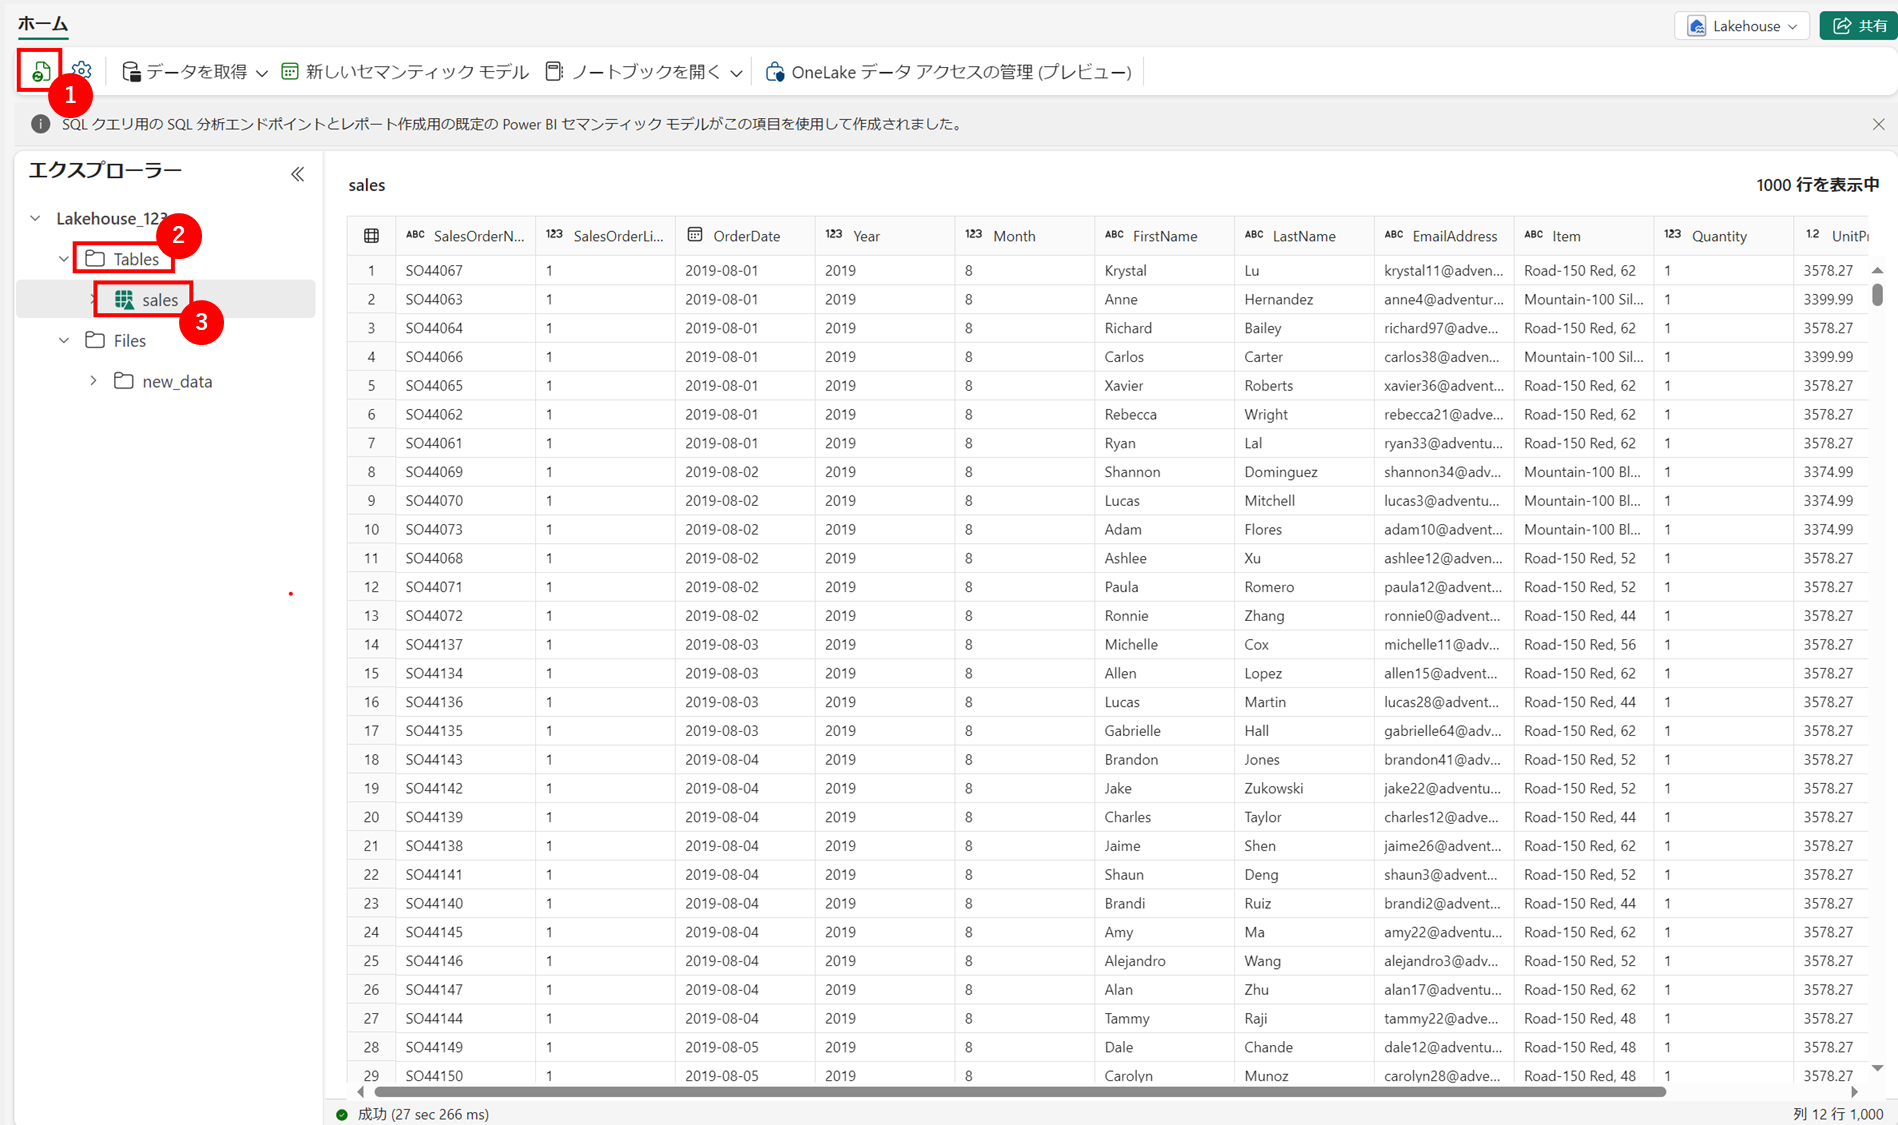 ホーム
Lakehouse
共有
データを取得
新しいセマンティック モデル
ノートブックを開く
OneLake データ アクセスの管理 (プレビュー)
1
SQL クエリ用の SQL 分析エンドポイントとレポート作成用の既定の Power BI セマンティック モデルがこの項目を使用して作成されました。
エクスプローラー
Lakehouse_123
2
Tables
sales
3
Files
new_data
sales
1000 行を表示中
ABC SalesOrderN... 123 SalesOrderLi... OrderDate 123 Year 123 Month ABC FirstName ABC LastName ABC EmailAddress ABC Item 123 Quantity 1.2 UnitPr
1 SO44067 1 2019-08-01 2019 8 Krystal Lu krystal11@adven... Road-150 Red, 62 1 3578.27
2 SO44063 1 2019-08-01 2019 8 Anne Hernandez anne4@adventur... Mountain-100 Sil... 1 3399.99
3 SO44064 1 2019-08-01 2019 8 Richard Bailey richard97@adve... Road-150 Red, 62 1 3578.27
4 SO44066 1 2019-08-01 2019 8 Carlos Carter carlos38@adven... Mountain-100 Sil... 1 3399.99
5 SO44065 1 2019-08-01 2019 8 Xavier Roberts xavier36@advent... Road-150 Red, 62 1 3578.27
6 SO44062 1 2019-08-01 2019 8 Rebecca Wright rebecca21@adve... Road-150 Red, 62 1 3578.27
7 SO44061 1 2019-08-01 2019 8 Ryan Lal ryan33@adventu... Road-150 Red, 62 1 3578.27
8 SO44069 1 2019-08-02 2019 8 Shannon Dominguez shannon34@adv... Mountain-100 Bl... 1 3374.99
9 SO44070 1 2019-08-02 2019 8 Lucas Mitchell lucas3@adventu... Mountain-100 Bl... 1 3374.99
10 SO44073 1 2019-08-02 2019 8 Adam Flores adam10@advent... Mountain-100 Bl... 1 3374.99
11 SO44068 1 2019-08-02 2019 8 Ashlee Xu ashlee12@adven... Road-150 Red, 52 1 3578.27
12 SO44071 1 2019-08-02 2019 8 Paula Romero paula12@advent... Road-150 Red, 52 1 3578.27
13 SO44072 1 2019-08-02 2019 8 Ronnie Zhang ronnie0@advent... Road-150 Red, 44 1 3578.27
14 SO44137 1 2019-08-03 2019 8 Michelle Cox michelle11@adv... Road-150 Red, 56 1 3578.27
15 SO44134 1 2019-08-03 2019 8 Allen Lopez allen15@advent... Road-150 Red, 62 1 3578.27
16 SO44136 1 2019-08-03 2019 8 Lucas Martin lucas28@advent... Road-150 Red, 44 1 3578.27
17 SO44135 1 2019-08-03 2019 8 Gabrielle Hall gabrielle64@adv... Road-150 Red, 62 1 3578.27
18 SO44143 1 2019-08-04 2019 8 Brandon Jones brandon41@adv... Road-150 Red, 52 1 3578.27
19 SO44142 1 2019-08-04 2019 8 Jake Zukowski jake22@adventu... Road-150 Red, 52 1 3578.27
20 SO44139 1 2019-08-04 2019 8 Charles Taylor charles12@adve... Road-150 Red, 44 1 3578.27
21 SO44138 1 2019-08-04 2019 8 Jaime Shen jaime26@advent... Road-150 Red, 62 1 3578.27
22 SO44141 1 2019-08-04 2019 8 Shaun Deng shaun3@advent... Road-150 Red, 52 1 3578.27
23 SO44140 1 2019-08-04 2019 8 Brandi Ruiz brandi2@advent... Road-150 Red, 44 1 3578.27
24 SO44145 1 2019-08-04 2019 8 Amy Ma amy22@adventu... Road-150 Red, 62 1 3578.27
25 SO44146 1 2019-08-04 2019 8 Alejandro Wang alejandro3@adv... Road-150 Red, 52 1 3578.27
26 SO44147 1 2019-08-04 2019 8 Alan Zhu alan17@adventu... Road-150 Red, 62 1 3578.27
27 SO44144 1 2019-08-04 2019 8 Tammy Raji tammy22@adve... Road-150 Red, 48 1 3578.27
28 SO44149 1 2019-08-05 2019 8 Dale Chande dale12@adventu... Road-150 Red, 48 1 3578.27
29 SO44150 1 2019-08-05 2019 8 Carolyn Munoz carolyn28@adve... Road-150 Red, 48 1 3578.27
成功 (27 sec 266 ms)
列 12 行 1,000